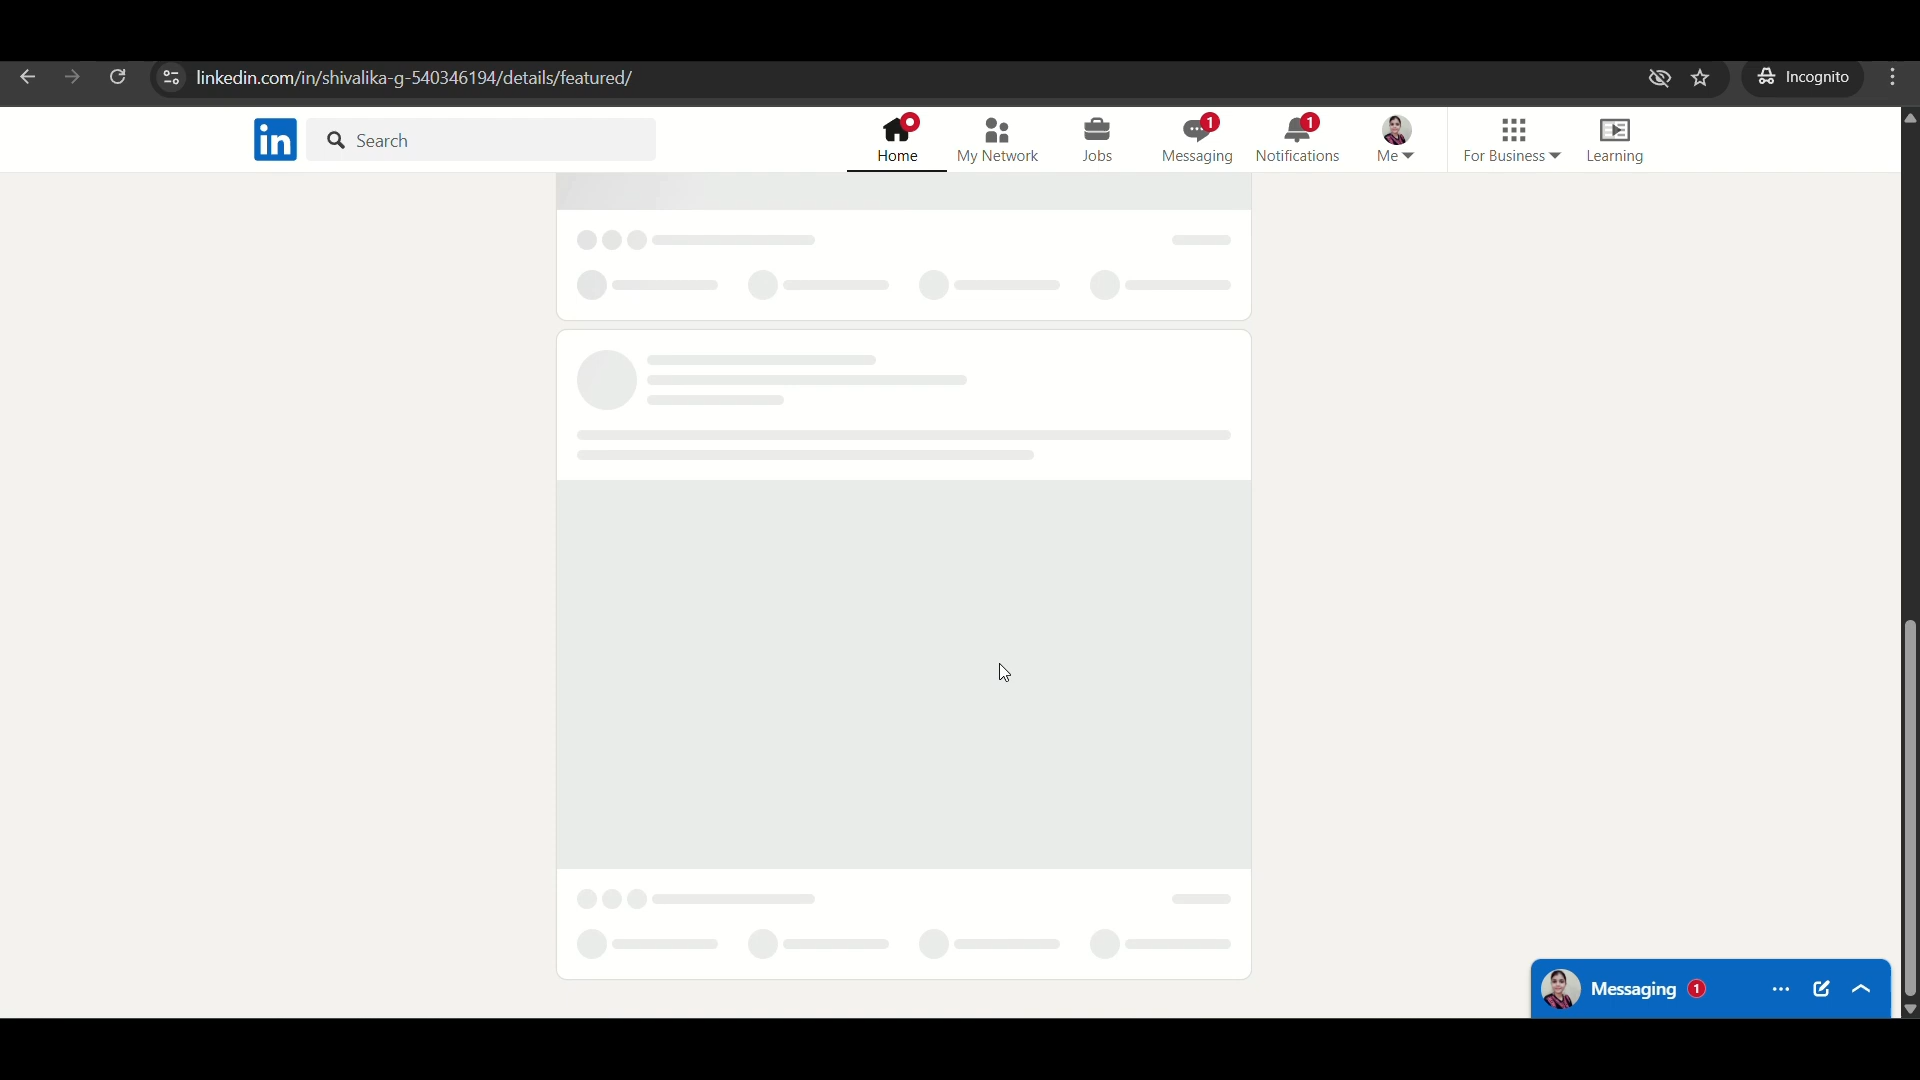 linkedin.com/in/shivalika-g-540346194/details/featured/
Incognito
in
Search
Home
My Network
Jobs
1
Messaging
1
Notifications
Me
For Business
Learning
Messaging 1